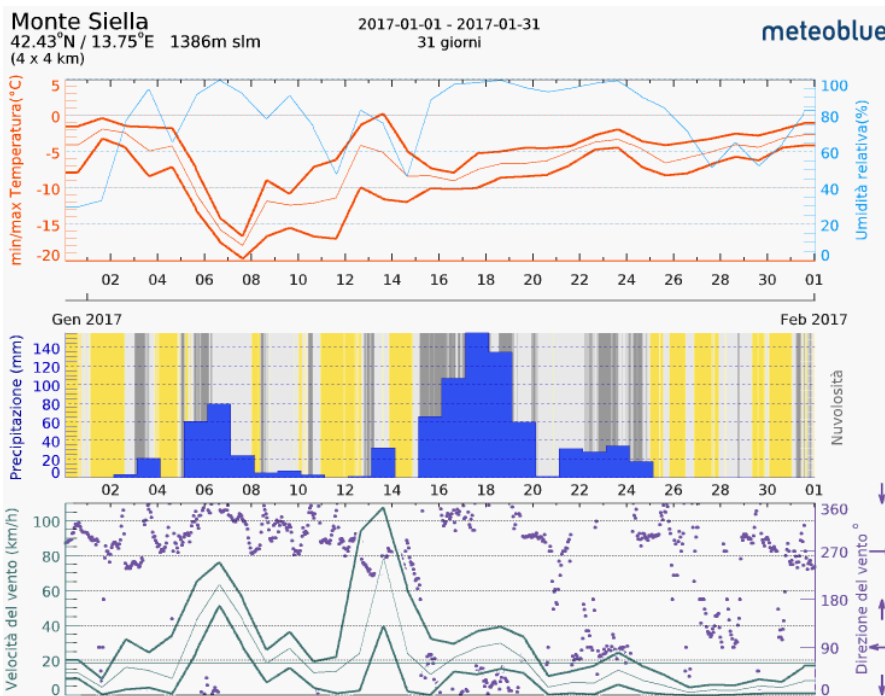 Monte Siella
42.43°N / 13.75°E 1386m slm
(4 x 4 km)
2017-01-01 - 2017-01-31
31 giorni
meteoblue
min/max Temperatura(°C)
5
0
-5
-10
-15
-20
100
80
60
40
20
0
Umidità relativa(%)
02 04 06 08 10 12 14 16 18 20 22 24 26 28 30 01
Gen 2017
Feb 2017
Precipitazione (mm)
140
120
100
80
60
40
20
0
Nuvolosità
02 04 06 08 10 12 14 16 18 20 22 24 26 28 30 01
Velocità del vento (km/h)
100
80
60
40
20
0
360
270
180
90
0
Direzione del vento °